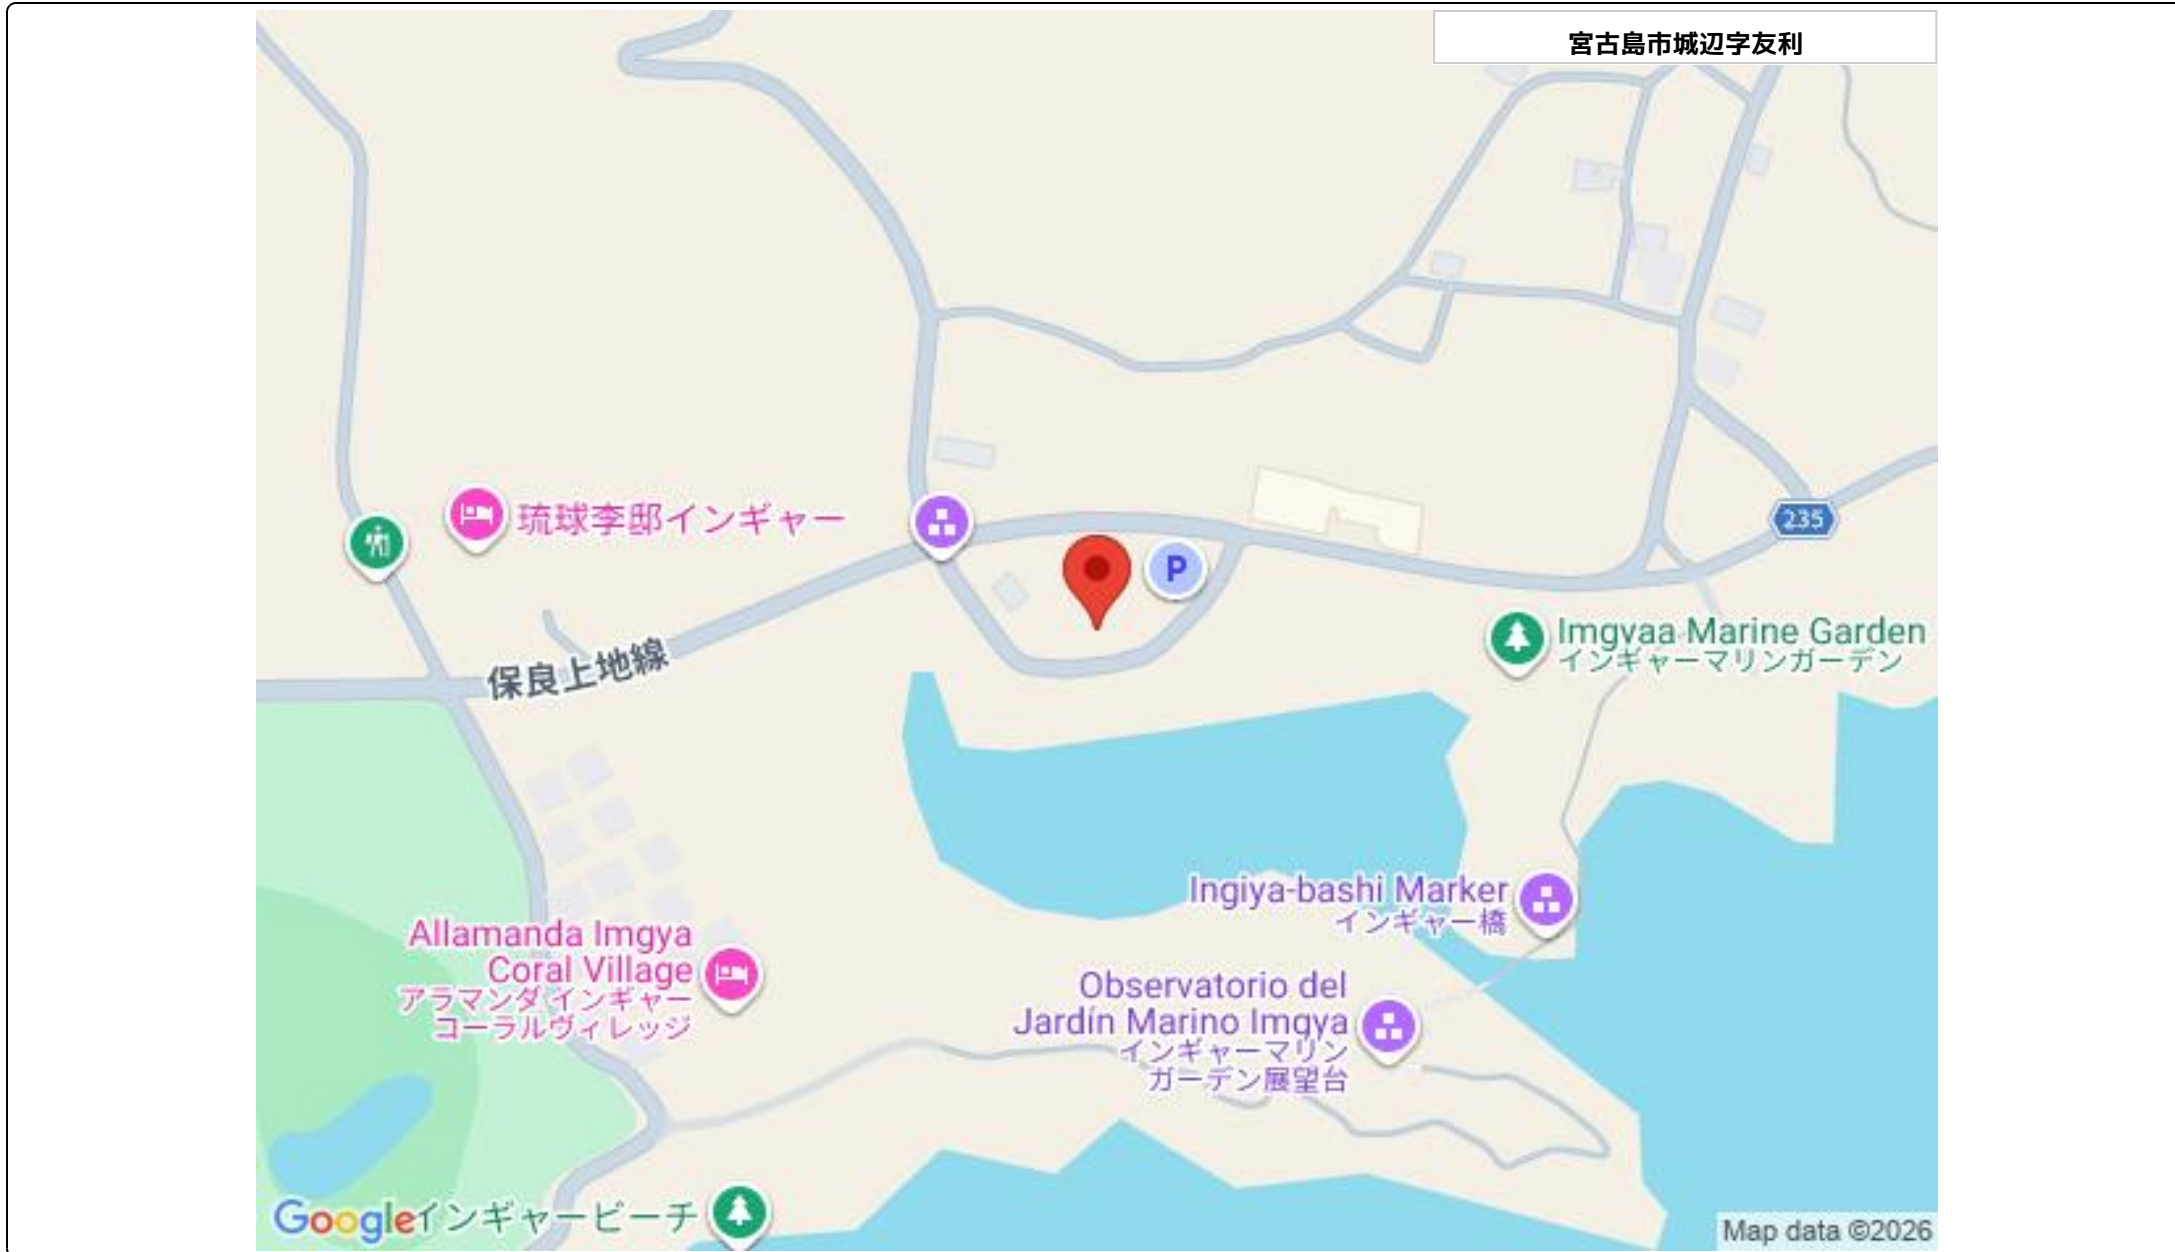 宮古島市城辺字友利
琉球李邸インギャー
P
235
保良上地線
Imgyaa Marine Garden
インギャーマリンガーデン
Ingiya-bashi Marker
インギャー橋
Allamanda Imgya
Coral Village
アラマンダ インギャー
コーラルヴィレッジ
Observatorio del
Jardín Marino Imgya
インギャーマリン
ガーデン展望台
Google
インギャービーチ
Map data ©2026